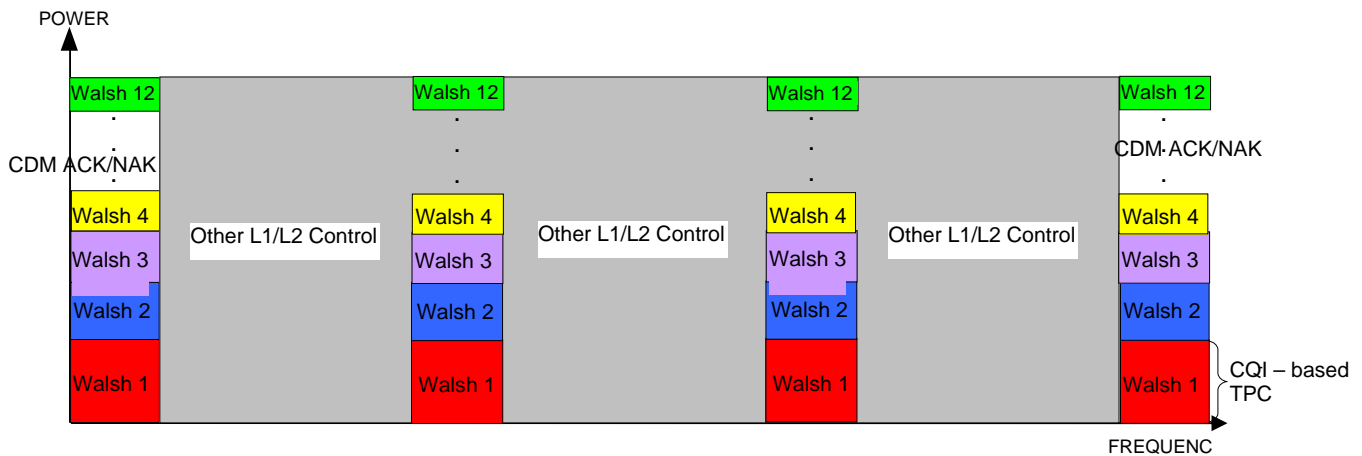 POWER
Walsh 12 Walsh 12 Walsh 12 Walsh 12
CDM ACK/NAK CDM ACK/NAK
Walsh 4 Walsh 4 Walsh 4 Walsh 4
Other L1/L2 Control Other L1/L2 Control Other L1/L2 Control
Walsh 3 Walsh 3 Walsh 3 Walsh 3
Walsh 2 Walsh 2 Walsh 2 Walsh 2
Walsh 1 Walsh 1 Walsh 1 Walsh 1
CQI – based
TPC
FREQUENC